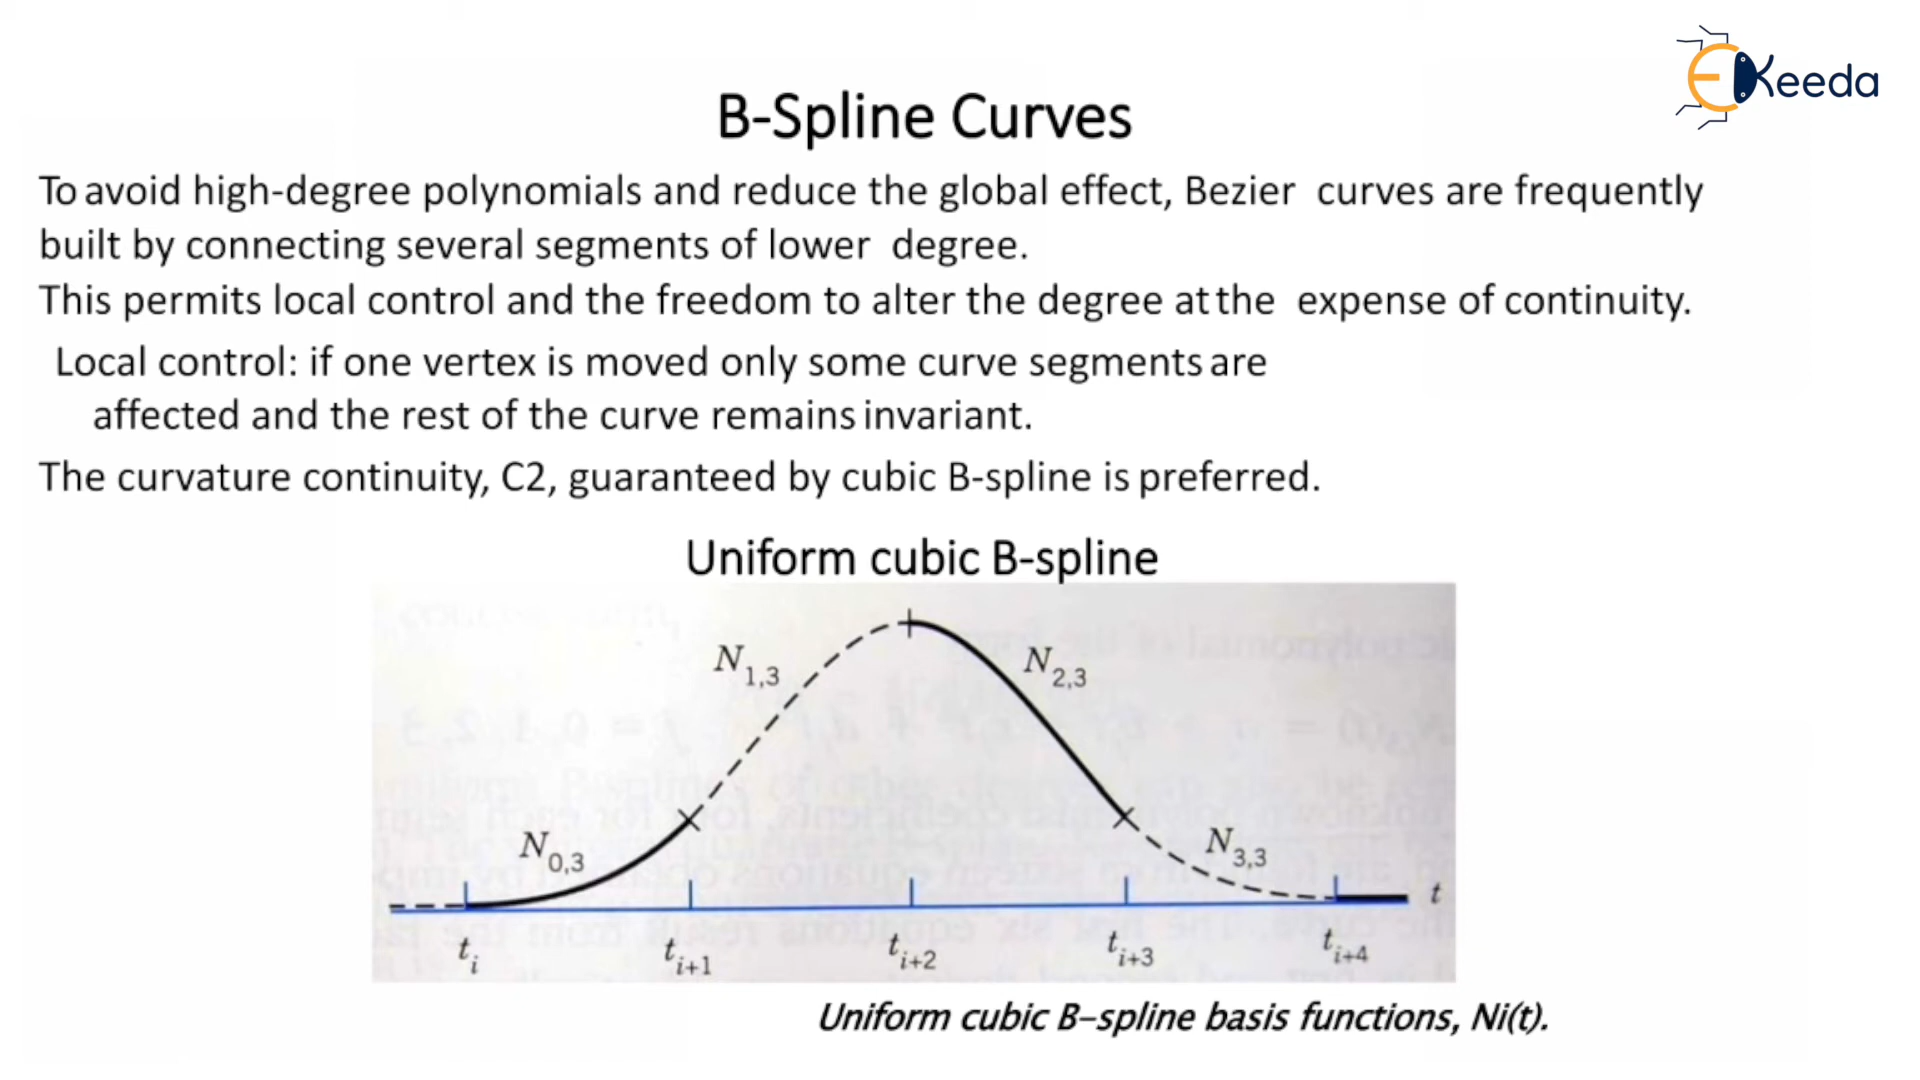 Keeda
B-Spline Curves
To avoid high-degree polynomials and reduce the global effect, Bezier curves are frequently
built by connecting several segments of lower degree.
This permits local control and the freedom to alter the degree at the expense of continuity.
Local control: if one vertex is moved only some curve segments are
affected and the rest of the curve remains invariant.
The curvature continuity, C2, guaranteed by cubic B-spline is preferred.
Uniform cubic B-spline
N1,3
N2,3
N0,3
N3,3
t
ti
ti+1
ti+2
ti+3
ti+4
Uniform cubic B-spline basis functions, Ni(t).